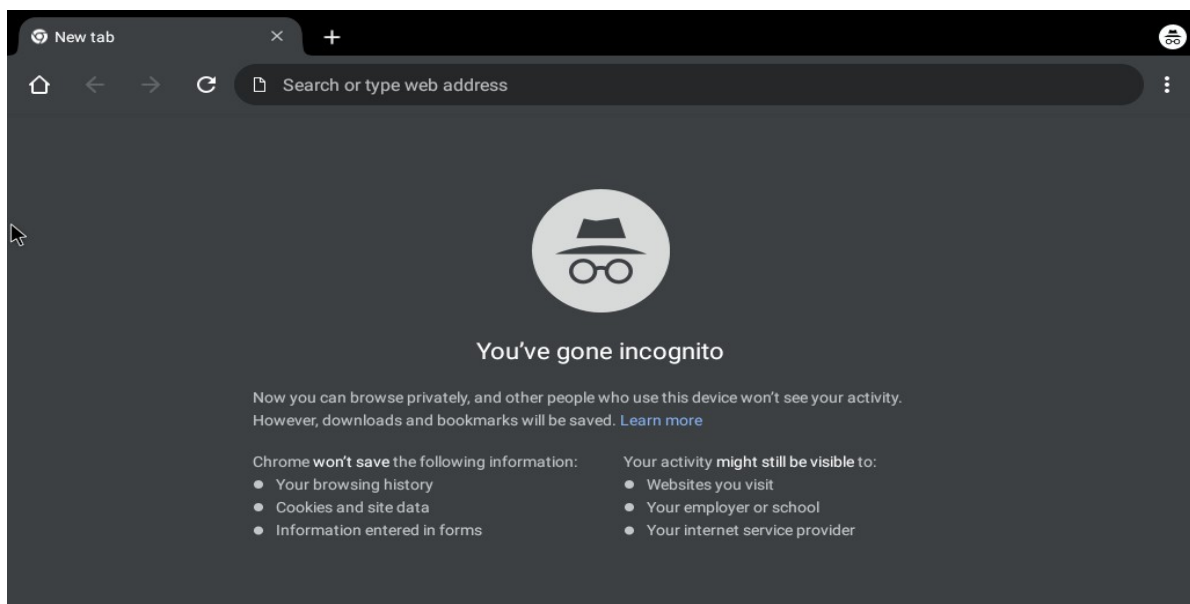 New tab
Search or type web address
You've gone incognito
Now you can browse privately, and other people who use this device won't see your activity.
However, downloads and bookmarks will be saved. Learn more
Chrome won't save the following information:
Your browsing history
Cookies and site data
Information entered in forms
Your activity might still be visible to:
Websites you visit
Your employer or school
Your internet service provider